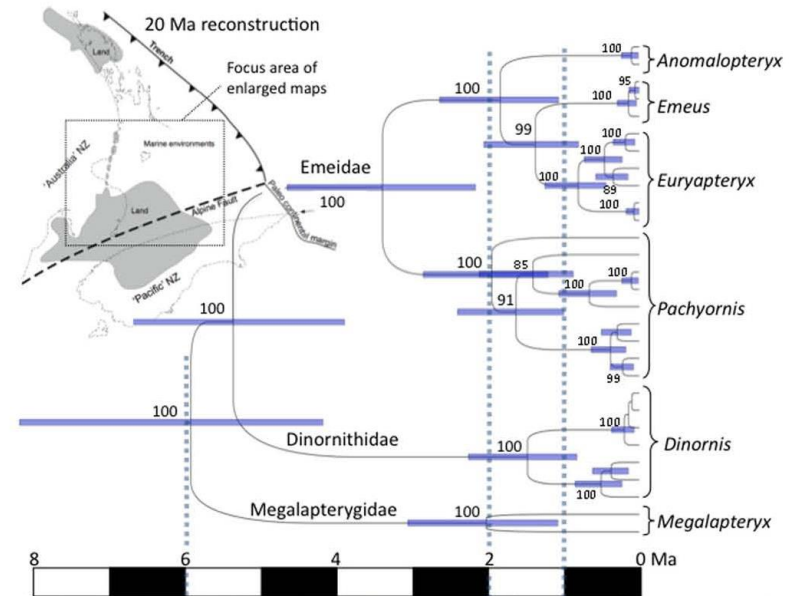 20 Ma reconstruction
Land
Trench
Focus area of
enlarged maps
'Australia' NZ
Marine environments
Land
Alpine Fault
Paleo continental margin
'Pacific' NZ
100
Anomalopteryx
95
100
Emeus
100
99
100
100
Emeidae
100
Euryapteryx
89
100
100
100
85
100
100
91
Pachyornis
100
100
99
100
100
Dinornithidae
100
Dinornis
100
100
Megalapterygidae
100
Megalapteryx
8
6
4
2
0 Ma